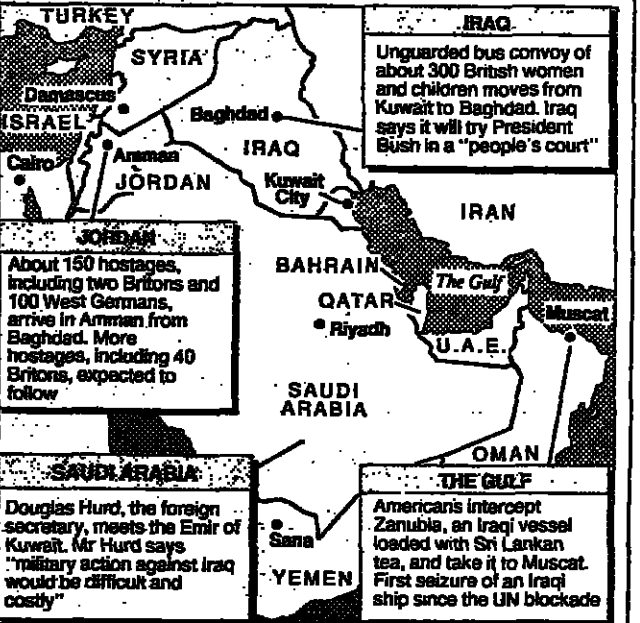 TURKEY
SYRIA
Damascus
ISRAEL
Baghdad
IRAQ
Cairo
Amman
JORDAN
Kuwait
City
IRAN
BAHRAIN
The Gulf
QATAR
Muscat
Riyadh
U.A.E.
SAUDI
ARABIA
OMAN
Sana
YEMEN
IRAQ
Unguarded bus convoy of
about 300 British women
and children moves from
Kuwait to Baghdad. Iraq
says it will try President
Bush in a "people's court"
JORDAN
About 150 hostages,
including two Britons and
100 West Germans,
arrive in Amman from
Baghdad. More
hostages, including 40
Britons, expected to
follow
SAUDI ARABIA
Douglas Hurd, the foreign
secretary, meets the Emir of
Kuwait. Mr Hurd says
"military action against Iraq
would be difficult and
costly"
THE GULF
Americans intercept
Zanubia, an Iraqi vessel
loaded with Sri Lankan
tea, and take it to Muscat.
First seizure of an Iraqi
ship since the UN blockade